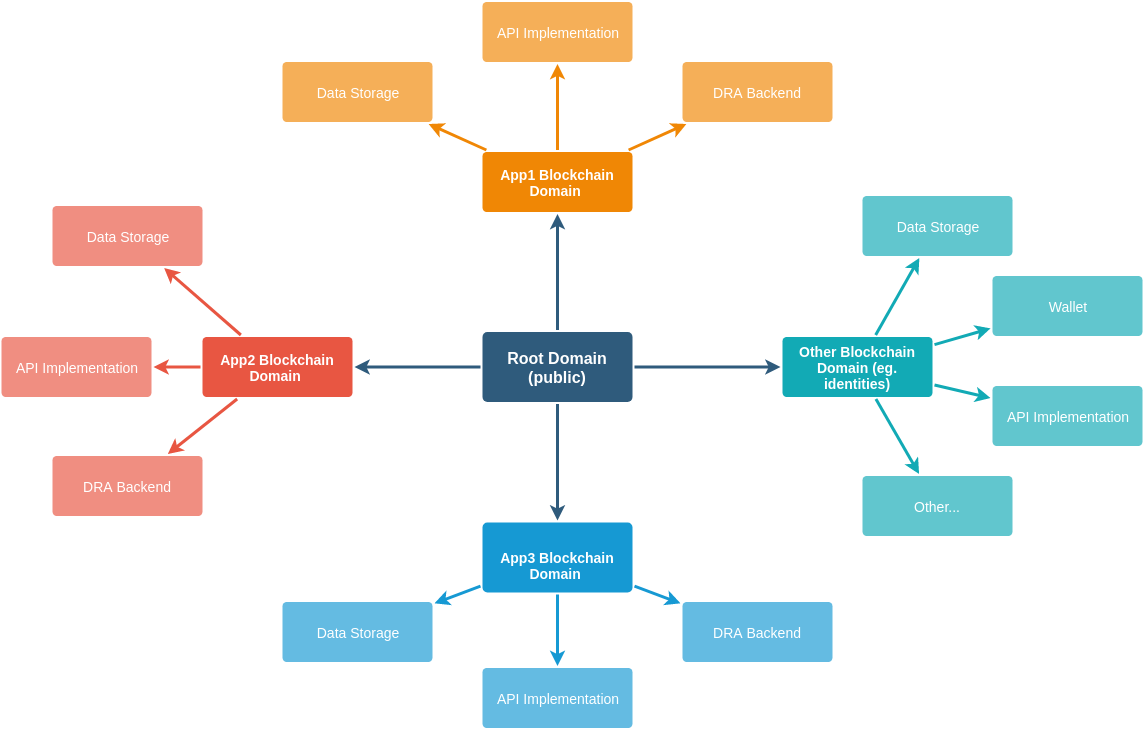 API Implementation
Data Storage
DRA Backend
App1 Blockchain
Domain
Data Storage
API Implementation
App2 Blockchain
Domain
DRA Backend
Root Domain
(public)
Other Blockchain
Domain (eg.
identities)
Data Storage
Wallet
API Implementation
Other...
App3 Blockchain
Domain
Data Storage
DRA Backend
API Implementation